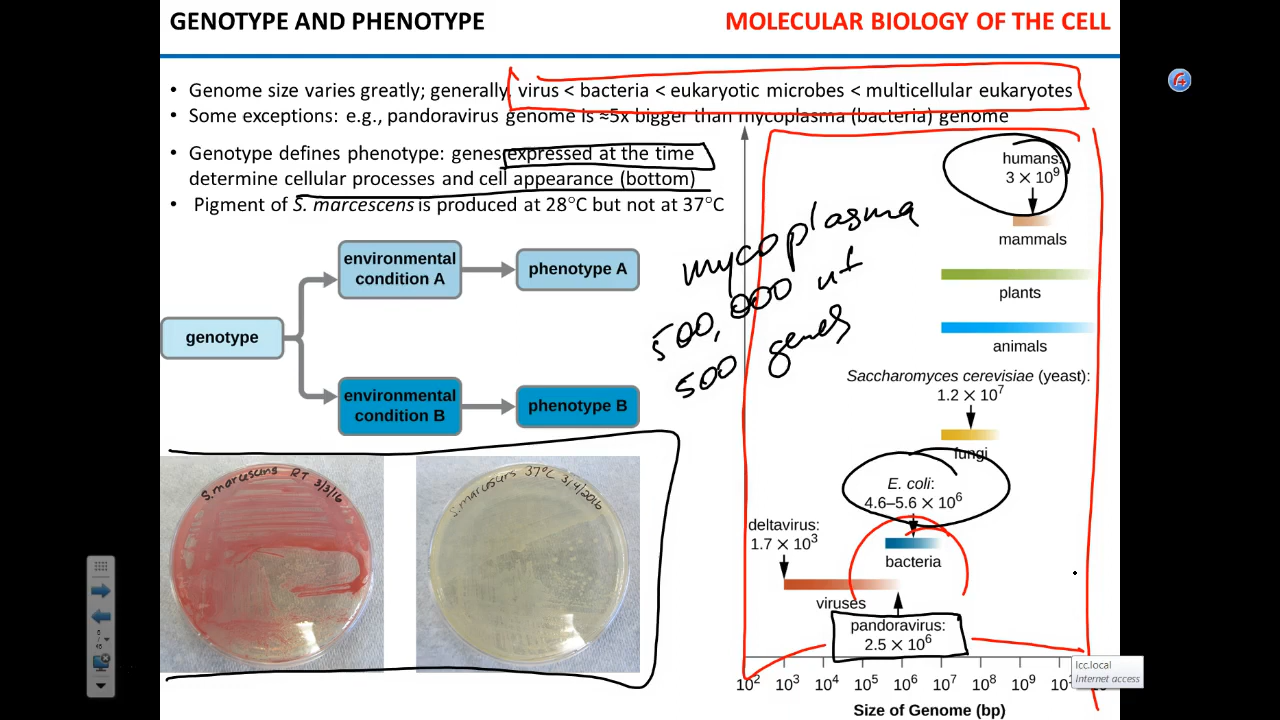 GENOTYPE AND PHENOTYPE
MOLECULAR BIOLOGY OF THE CELL
• Genome size varies greatly; generally, virus < bacteria < eukaryotic microbes < multicellular eukaryotes
• Some exceptions: e.g., pandoravirus genome is ≈5x bigger than mycoplasma (bacteria) genome
• Genotype defines phenotype: genes expressed at the time
determine cellular processes and cell appearance (bottom)
• Pigment of S. marcescens is produced at 28°C but not at 37°C
genotype
environmental
condition A
phenotype A
environmental
condition B
phenotype B
S. marcescens RT 3/3/16
37°C 3/4/2016
mycoplasma
500,000 nt
500 genes
humans:
3 × 10⁹
mammals
plants
animals
Saccharomyces cerevisiae (yeast):
1.2 × 10⁷
fungi
E. coli:
4.6–5.6 × 10⁶
bacteria
deltavirus:
1.7 × 10³
viruses
pandoravirus:
2.5 × 10⁶
10² 10³ 10⁴ 10⁵ 10⁶ 10⁷ 10⁸ 10⁹
Size of Genome (bp)
lcc.local
Internet access